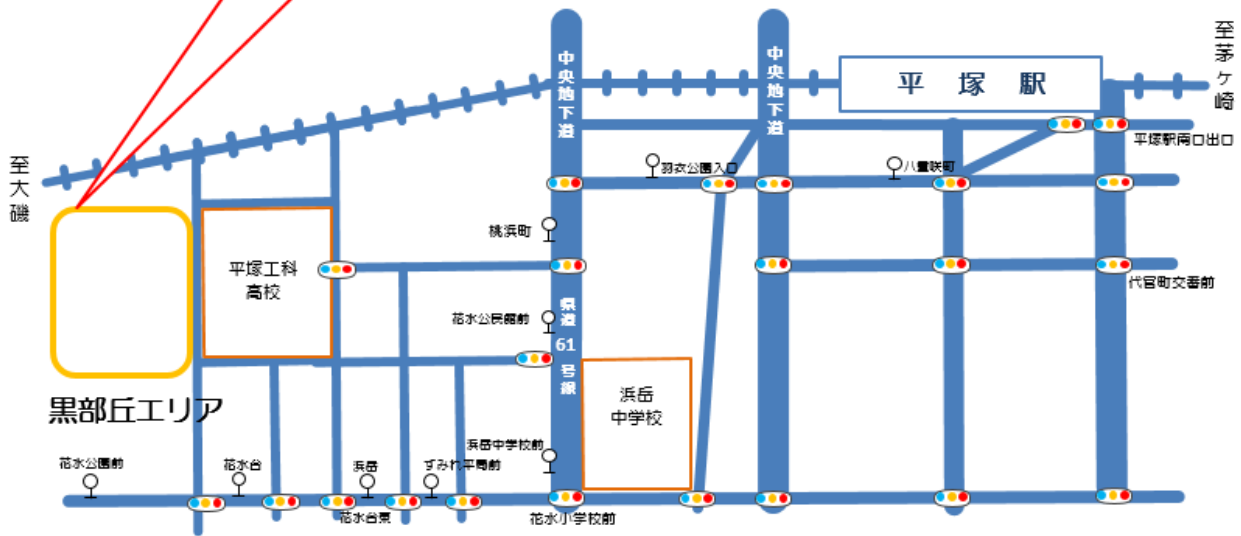 至茅ヶ崎
中央地下道
中央地下道
平塚駅
平塚駅南口出口
至大磯
羽衣公園入口
八重咲町
桃浜町
平塚工科
高校
代官町交番前
花水公民館前
県道61号線
浜岳
中学校
黒部丘エリア
浜岳中学校前
花水公園前
花水台
浜岳
すみれ平南前
花水台東
花水小学校前